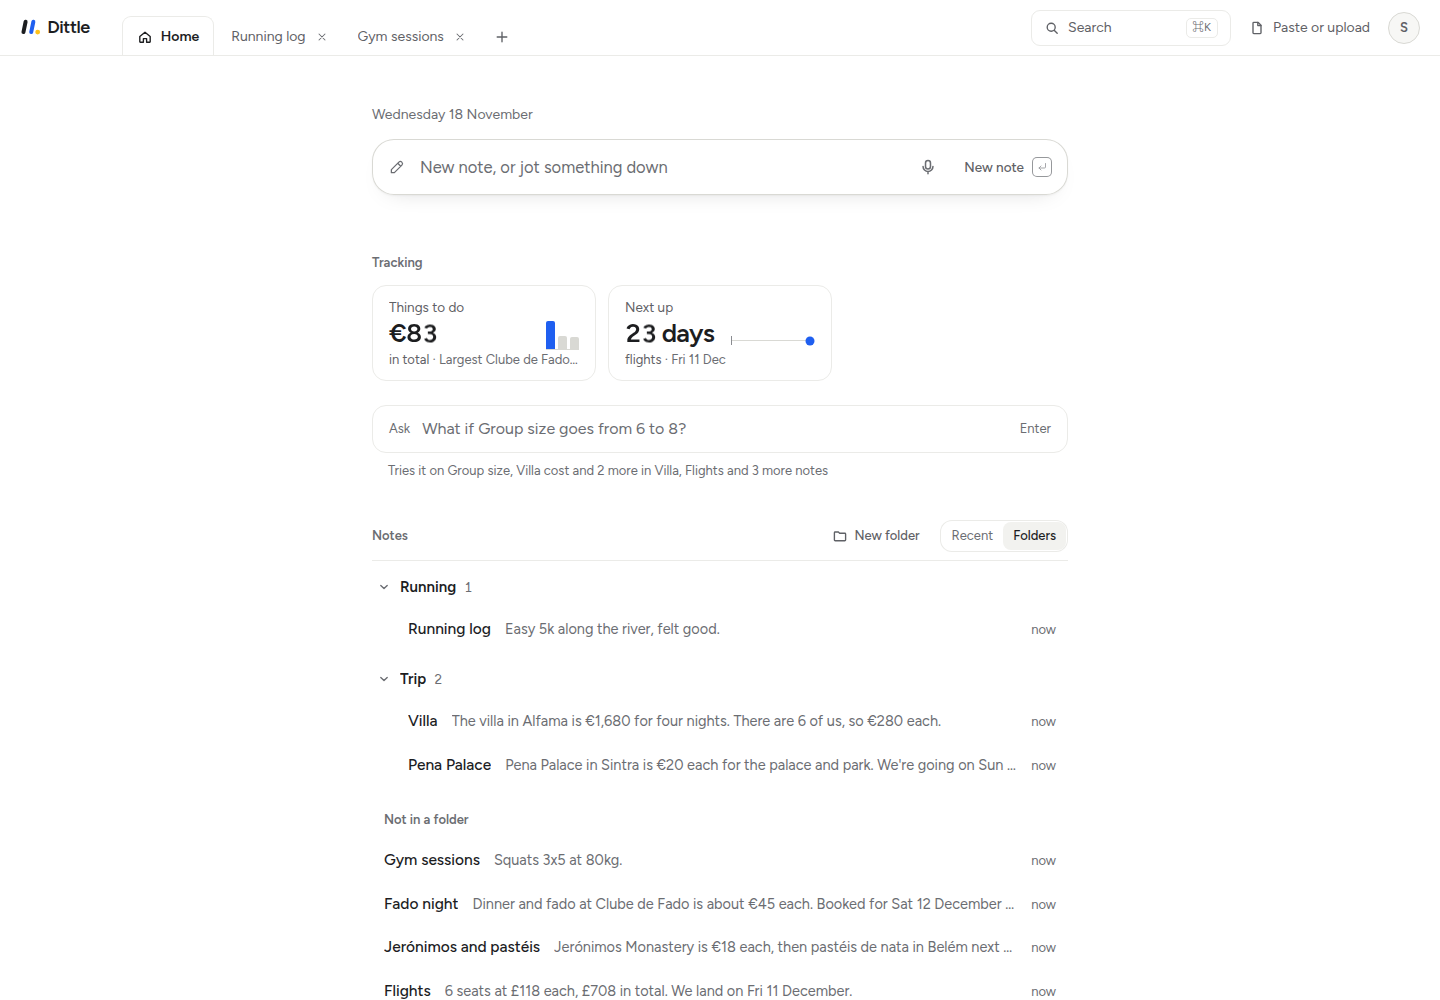 Dittle
Home
Running log
Gym sessions
Search
⌘K
Paste or upload
S
Wednesday 18 November
New note, or jot something down
New note
Tracking
Things to do
€83
in total · Largest Clube de Fado...
Next up
23 days
flights · Fri 11 Dec
Ask What if Group size goes from 6 to 8? Enter
Tries it on Group size, Villa cost and 2 more in Villa, Flights and 3 more notes
Notes
New folder
Recent
Folders
Running 1
Running log Easy 5k along the river, felt good. now
Trip 2
Villa The villa in Alfama is €1,680 for four nights. There are 6 of us, so €280 each. now
Pena Palace Pena Palace in Sintra is €20 each for the palace and park. We're going on Sun ... now
Not in a folder
Gym sessions Squats 3x5 at 80kg. now
Fado night Dinner and fado at Clube de Fado is about €45 each. Booked for Sat 12 December ... now
Jerónimos and pastéis Jerónimos Monastery is €18 each, then pastéis de nata in Belém next ... now
Flights 6 seats at £118 each, £708 in total. We land on Fri 11 December. now